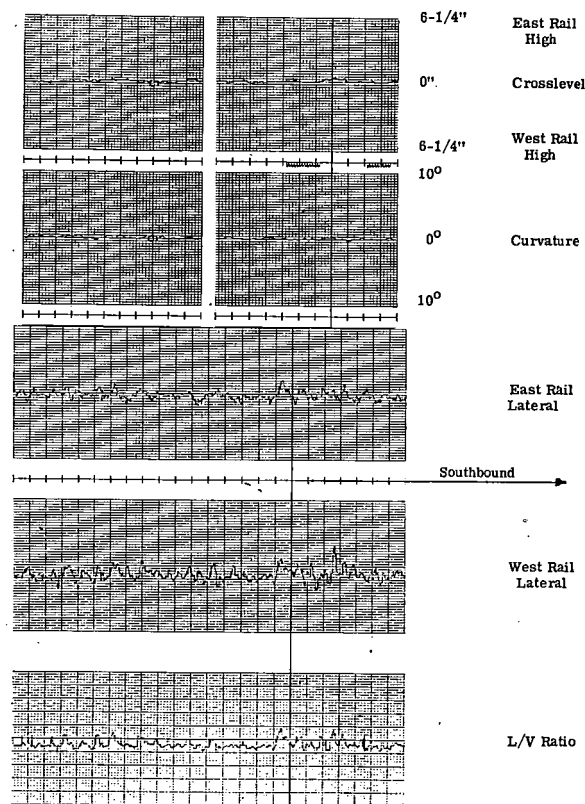 6-1/4"
East Rail
High
0"
Crosslevel
6-1/4"
West Rail
High
10°
0°
Curvature
10°
East Rail
Lateral
Southbound
West Rail
Lateral
L/V Ratio